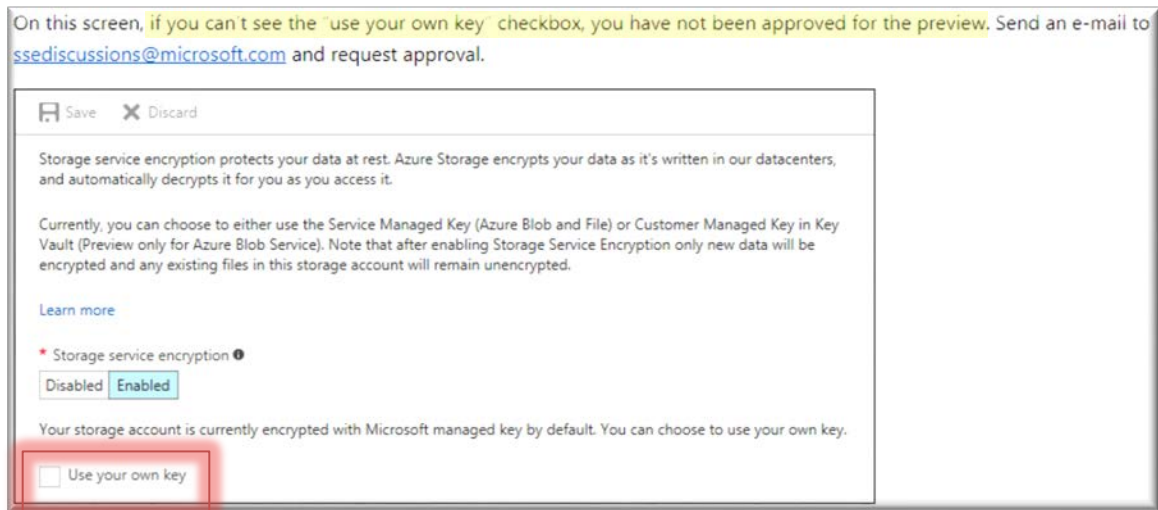 On this screen, if you can't see the "use your own key" checkbox, you have not been approved for the preview. Send an e-mail to
ssediscussions@microsoft.com and request approval.
Save Discard
Storage service encryption protects your data at rest. Azure Storage encrypts your data as it's written in our datacenters,
and automatically decrypts it for you as you access it.
Currently, you can choose to either use the Service Managed Key (Azure Blob and File) or Customer Managed Key in Key
Vault (Preview only for Azure Blob Service). Note that after enabling Storage Service Encryption only new data will be
encrypted and any existing files in this storage account will remain unencrypted.
Learn more
* Storage service encryption
Disabled Enabled
Your storage account is currently encrypted with Microsoft managed key by default. You can choose to use your own key.
Use your own key